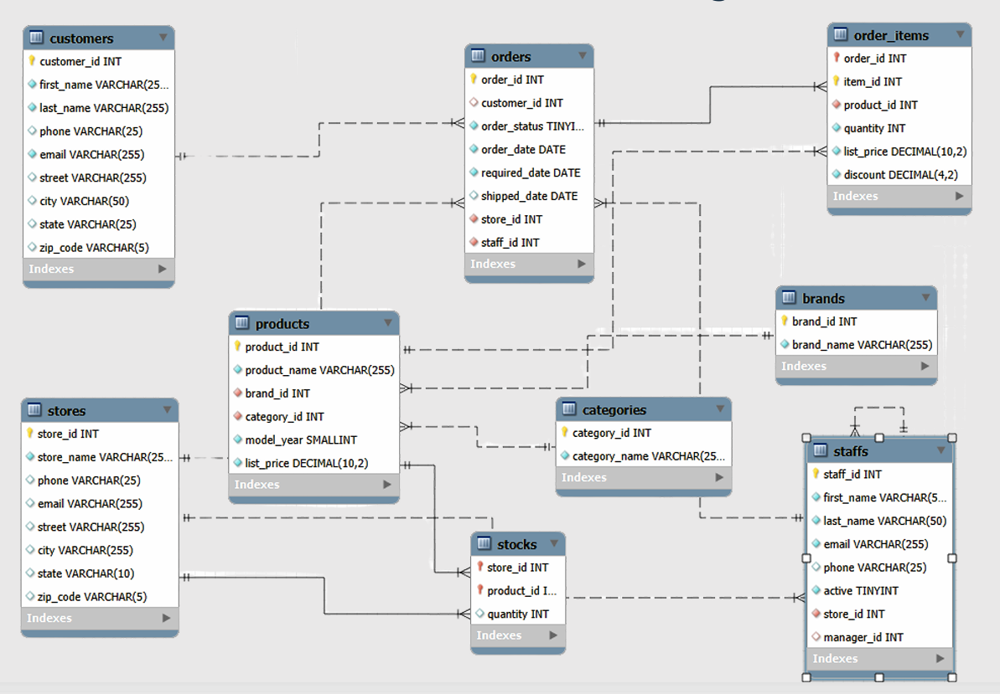 customers
customer_id INT
first_name VARCHAR(25...
last_name VARCHAR(255)
phone VARCHAR(25)
email VARCHAR(255)
street VARCHAR(255)
city VARCHAR(50)
state VARCHAR(25)
zip_code VARCHAR(5)
Indexes
orders
order_id INT
customer_id INT
order_status TINYI...
order_date DATE
required_date DATE
shipped_date DATE
store_id INT
staff_id INT
Indexes
order_items
order_id INT
item_id INT
product_id INT
quantity INT
list_price DECIMAL(10,2)
discount DECIMAL(4,2)
Indexes
products
product_id INT
product_name VARCHAR(255)
brand_id INT
category_id INT
model_year SMALLINT
list_price DECIMAL(10,2)
Indexes
brands
brand_id INT
brand_name VARCHAR(255)
Indexes
stores
store_id INT
store_name VARCHAR(25...
phone VARCHAR(25)
email VARCHAR(255)
street VARCHAR(255)
city VARCHAR(255)
state VARCHAR(10)
zip_code VARCHAR(5)
Indexes
categories
category_id INT
category_name VARCHAR(25...
Indexes
stocks
store_id INT
product_id I...
quantity INT
Indexes
staffs
staff_id INT
first_name VARCHAR(5...
last_name VARCHAR(50)
email VARCHAR(255)
phone VARCHAR(25)
active TINYINT
store_id INT
manager_id INT
Indexes